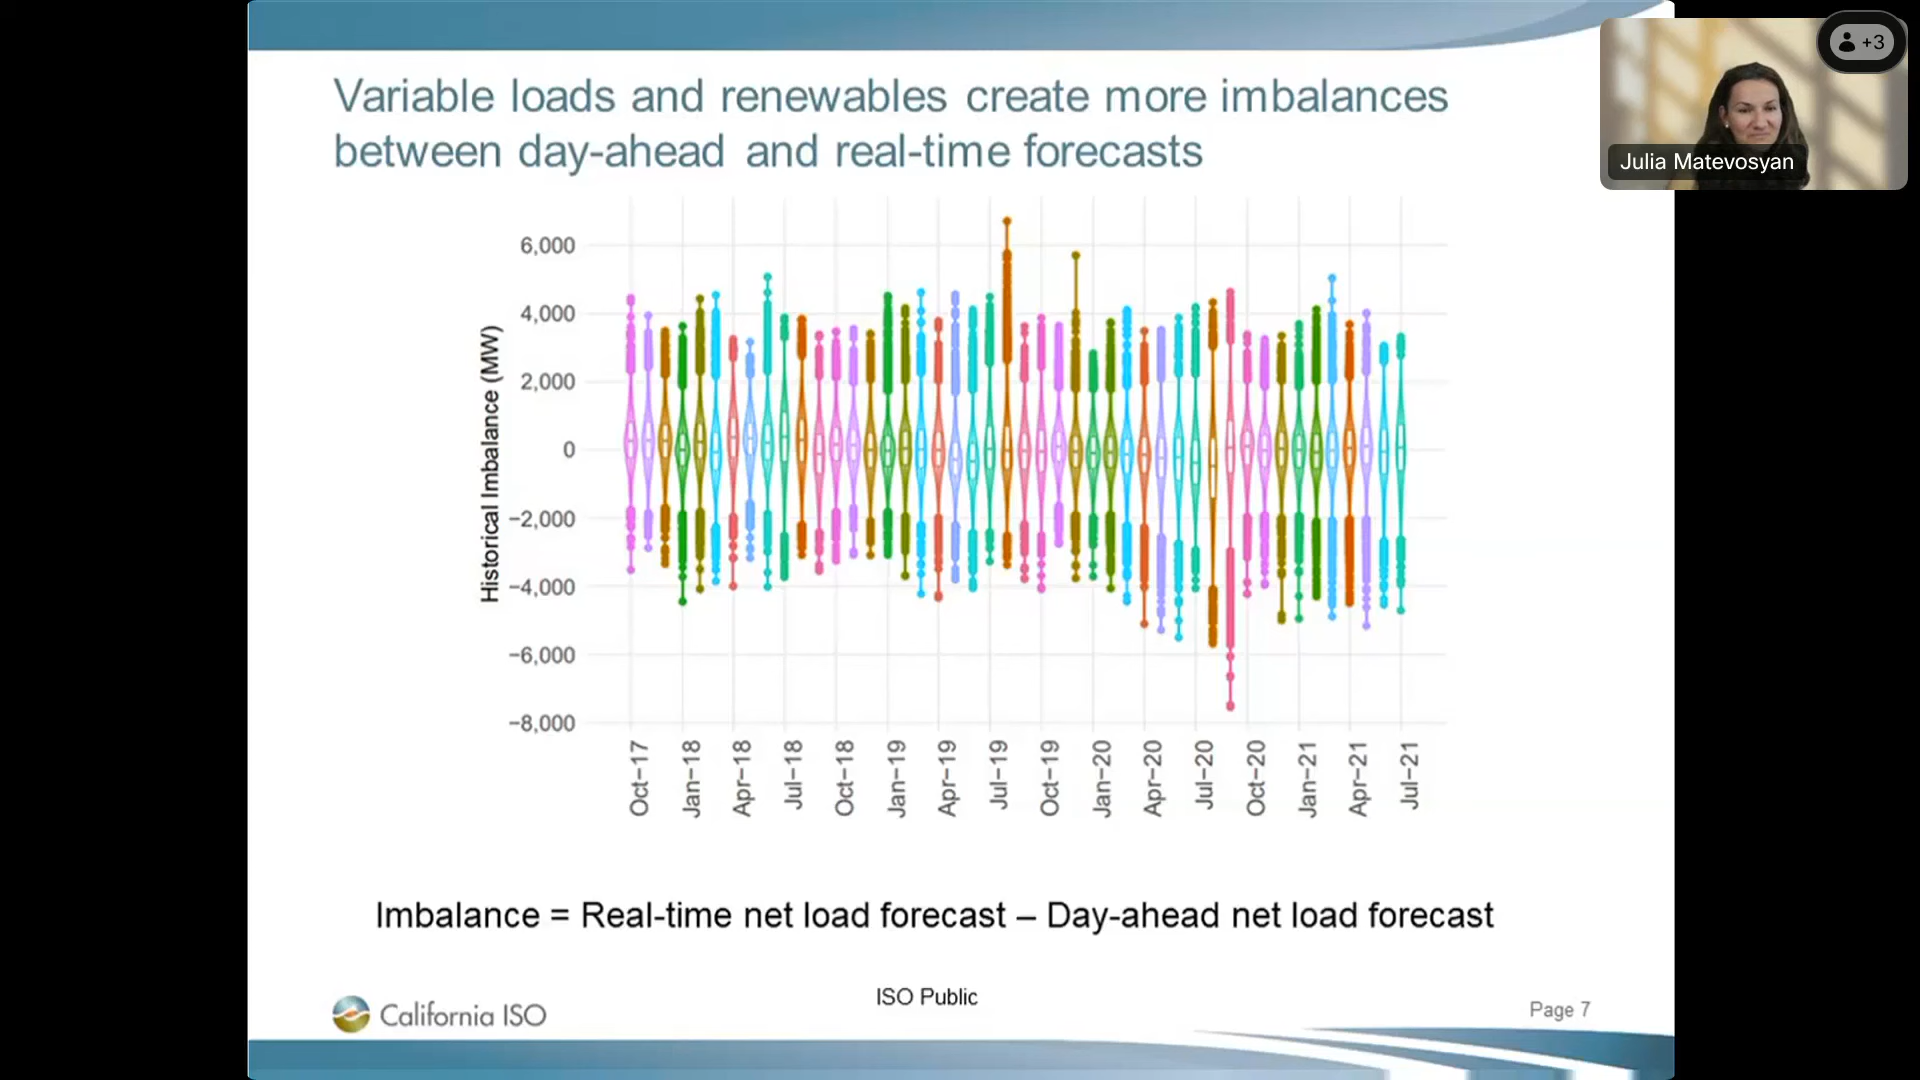 Variable loads and renewables create more imbalances
between day-ahead and real-time forecasts
+3
Julia Matevosyan
Historical Imbalance (MW)
6,000
4,000
2,000
0
−2,000
−4,000
−6,000
−8,000
Oct−17
Jan−18
Apr−18
Jul−18
Oct−18
Jan−19
Apr−19
Jul−19
Oct−19
Jan−20
Apr−20
Jul−20
Oct−20
Jan−21
Apr−21
Jul−21
Imbalance = Real-time net load forecast – Day-ahead net load forecast
ISO Public
California ISO
Page 7